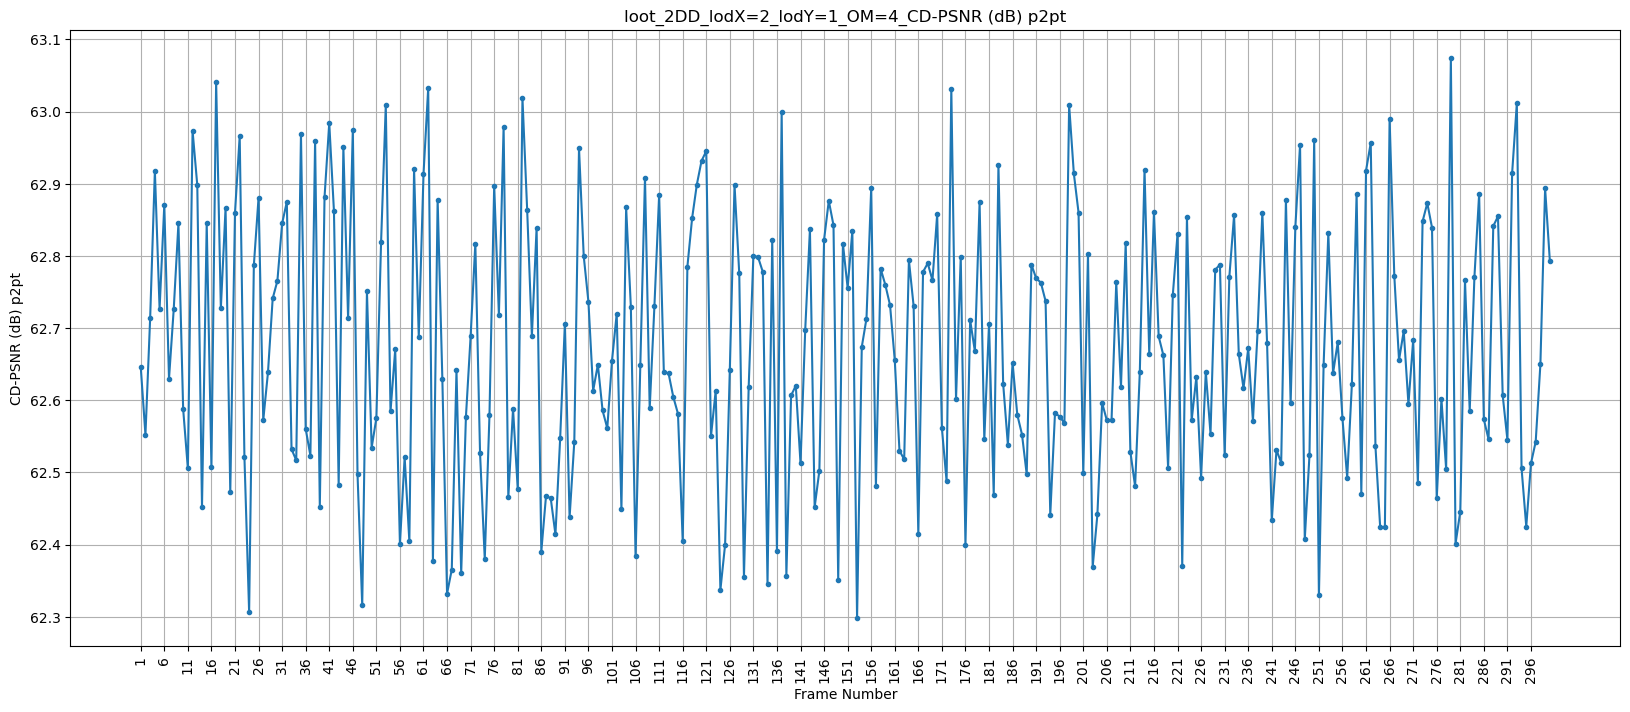 loot_2DD_lodX=2_lodY=1_OM=4_CD-PSNR (dB) p2pt
CD-PSNR (dB) p2pt
63.1
63.0
62.9
62.8
62.7
62.6
62.5
62.4
62.3
1 6 11 16 21 26 31 36 41 46 51 56 61 66 71 76 81 86 91 96 101 106 111 116 121 126 131 136 141 146 151 156 161 166 171 176 181 186 191 196 201 206 211 216 221 226 231 236 241 246 251 256 261 266 271 276 281 286 291 296
Frame Number